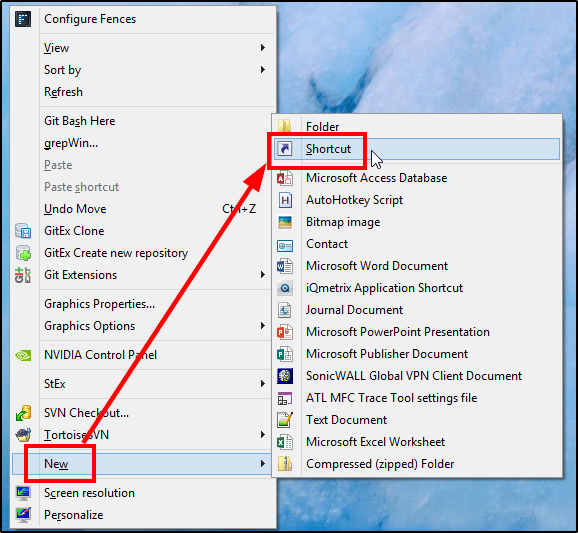 Configure Fences
View
Sort by
Refresh
Git Bash Here
grepWin...
Paste
Paste shortcut
Undo Move Ctrl+Z
GitEx Clone
GitEx Create new repository
Git Extensions
Graphics Properties...
Graphics Options
NVIDIA Control Panel
StEx
SVN Checkout...
TortoiseSVN
New
Screen resolution
Personalize
Folder
Shortcut
Microsoft Access Database
AutoHotkey Script
Bitmap image
Contact
Microsoft Word Document
iQmetrix Application Shortcut
Journal Document
Microsoft PowerPoint Presentation
Microsoft Publisher Document
SonicWALL Global VPN Client Document
ATL MFC Trace Tool settings file
Text Document
Microsoft Excel Worksheet
Compressed (zipped) Folder